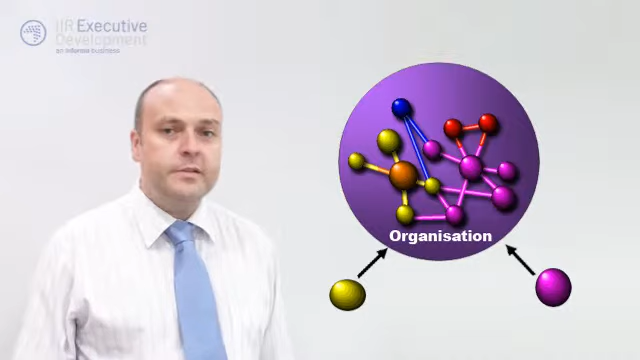 IIR Executive
Development
an informa business
Organisation